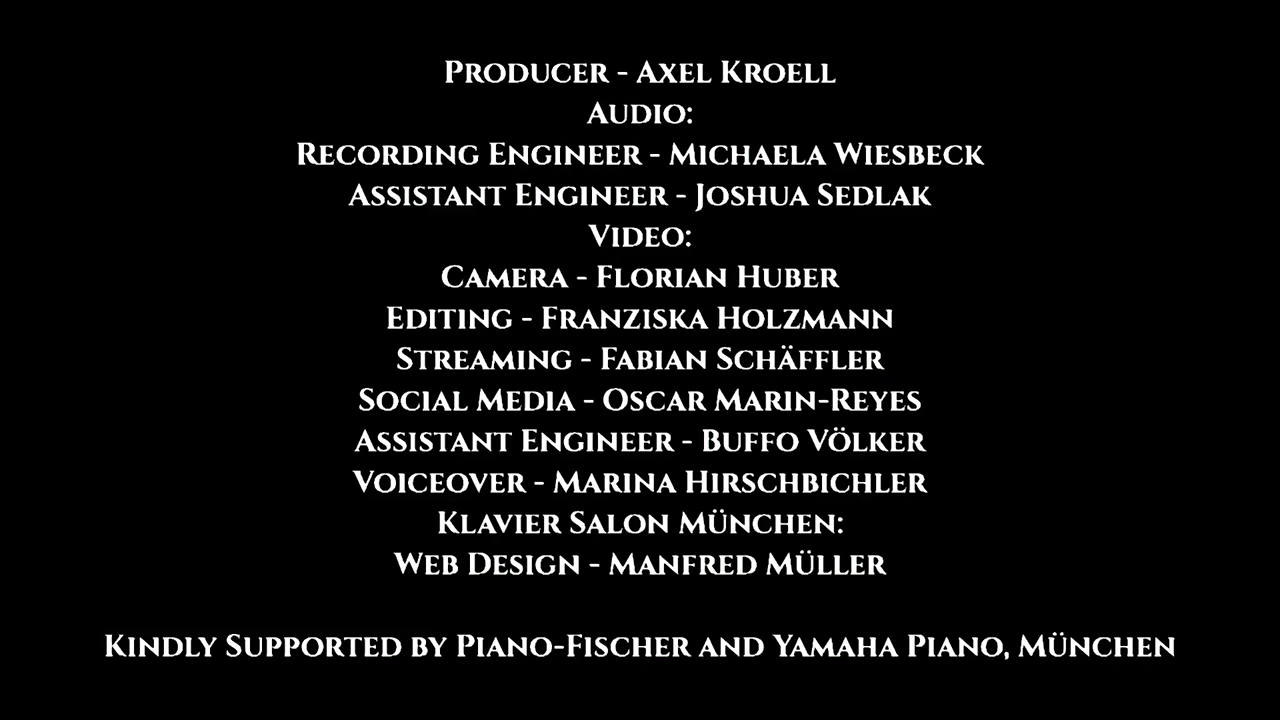 Producer - Axel Kroell
Audio:
Recording Engineer - Michaela Wiesbeck
Assistant Engineer - Joshua Sedlak
Video:
Camera - Florian Huber
Editing - Franziska Holzmann
Streaming - Fabian Schäffler
Social Media - Oscar Marin-Reyes
Assistant Engineer - Buffo Völker
Voiceover - Marina Hirschbichler
Klavier Salon München:
Web Design - Manfred Müller
Kindly Supported by Piano-Fischer and Yamaha Piano, München